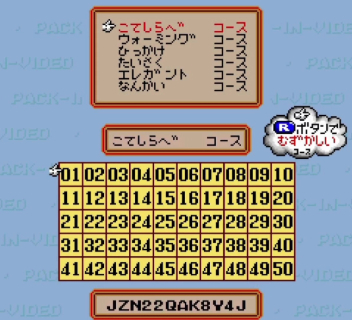 こてしらべ コース
ウォーミング コース
ひっかけ コース
たいさく コース
エレガント コース
なんかい コース
こてしらべ コース
Rボタンで
むずかしい
コース
01 02 03 04 05 06 07 08 09 10
11 12 13 14 15 16 17 18 19 20
21 22 23 24 25 26 27 28 29 30
31 32 33 34 35 36 37 38 39 40
41 42 43 44 45 46 47 48 49 50
JZN22QAK8Y4J
PACK-IN-VIDEO